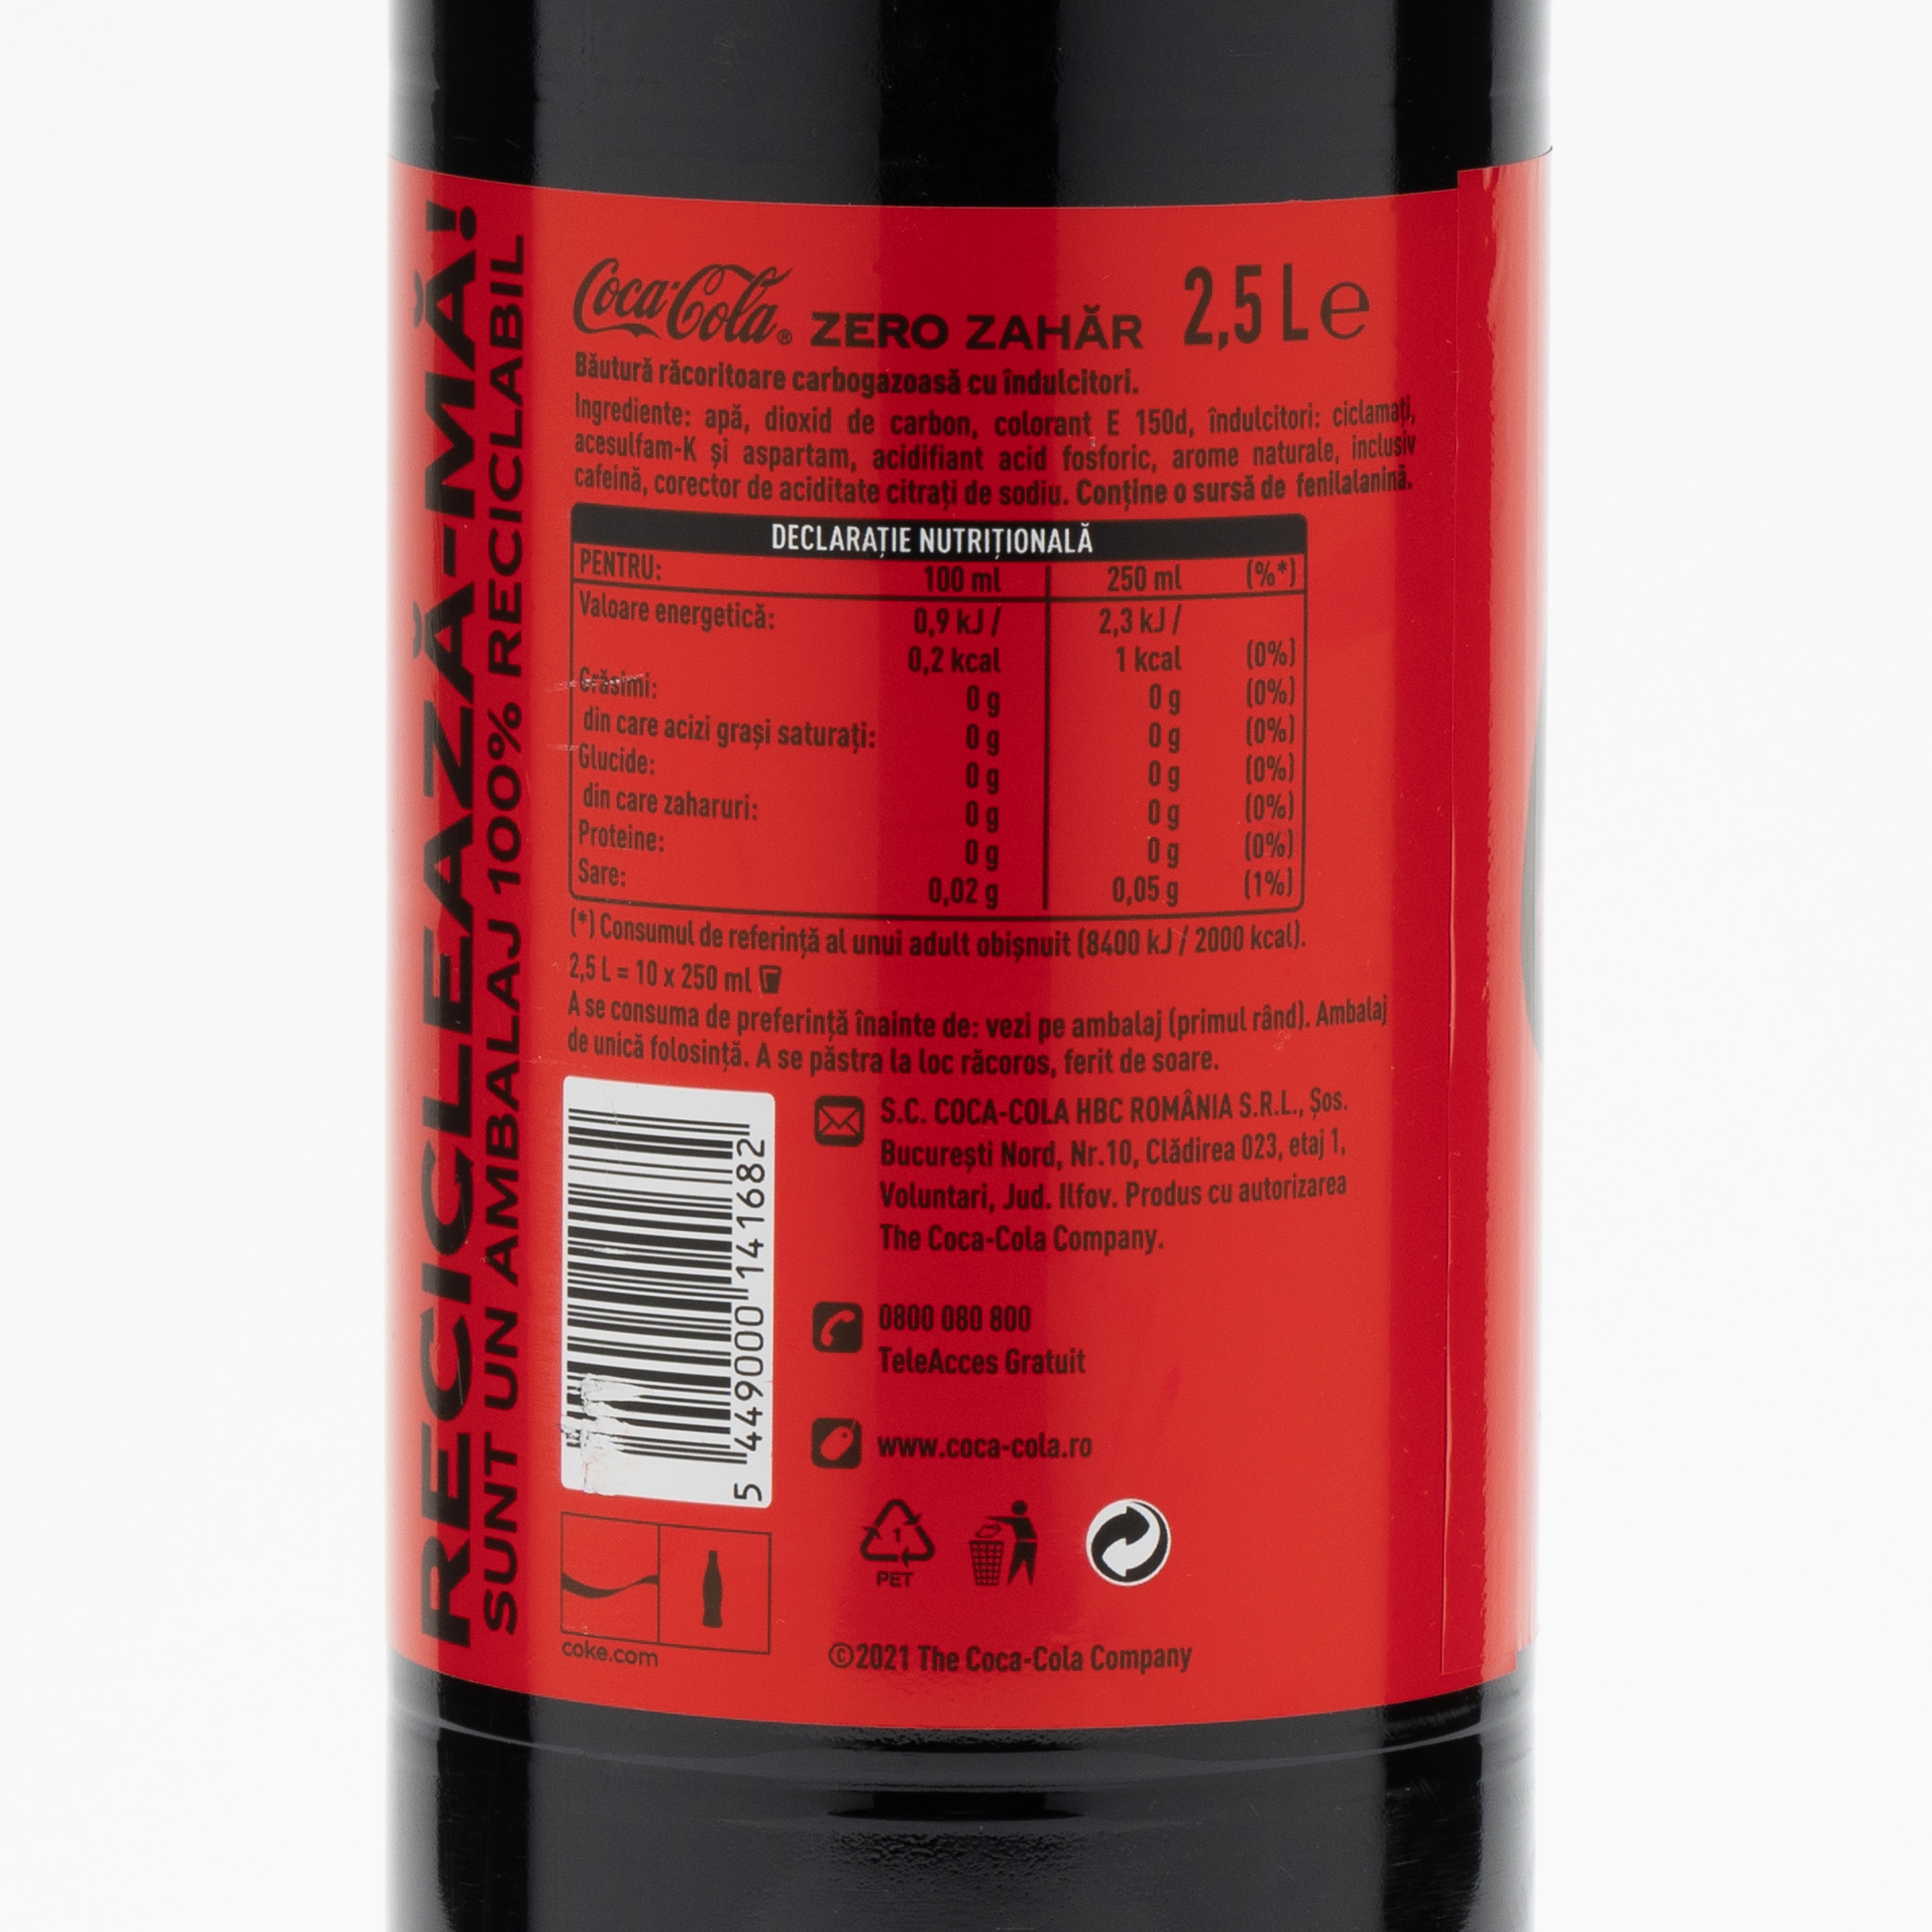 RECICLEAZĂ-MĂ!
SUNT UN AMBALAJ 100% RECICLABIL
Coca-Cola® ZERO ZAHĂR 2,5 L e
Băutură răcoritoare carbogazoasă cu îndulcitori.
Ingrediente: apă, dioxid de carbon, colorant E 150d, îndulcitori: ciclamați,
acesulfam-K și aspartam, acidifiant acid fosforic, arome naturale, inclusiv
cafeină, corector de aciditate citrați de sodiu. Conține o sursă de fenilalanină.
DECLARAȚIE NUTRIȚIONALĂ
PENTRU: 100 ml 250 ml (%*)
Valoare energetică: 0,9 kJ / 2,3 kJ /
0,2 kcal 1 kcal (0%)
Grăsimi: 0 g 0 g (0%)
din care acizi grași saturați: 0 g 0 g (0%)
Glucide: 0 g 0 g (0%)
din care zaharuri: 0 g 0 g (0%)
Proteine: 0 g 0 g (0%)
Sare: 0,02 g 0,05 g (1%)
(*) Consumul de referință al unui adult obișnuit (8400 kJ / 2000 kcal).
2,5 L = 10 x 250 ml
A se consuma de preferință înainte de: vezi pe ambalaj (primul rând). Ambalaj
de unică folosință. A se păstra la loc răcoros, ferit de soare.
S.C. COCA-COLA HBC ROMÂNIA S.R.L., Șos.
București Nord, Nr.10, Clădirea 023, etaj 1,
Voluntari, Jud. Ilfov. Produs cu autorizarea
The Coca-Cola Company.
0800 080 800
TeleAcces Gratuit
www.coca-cola.ro
5 449000 141682
1
PET
coke.com
©2021 The Coca-Cola Company